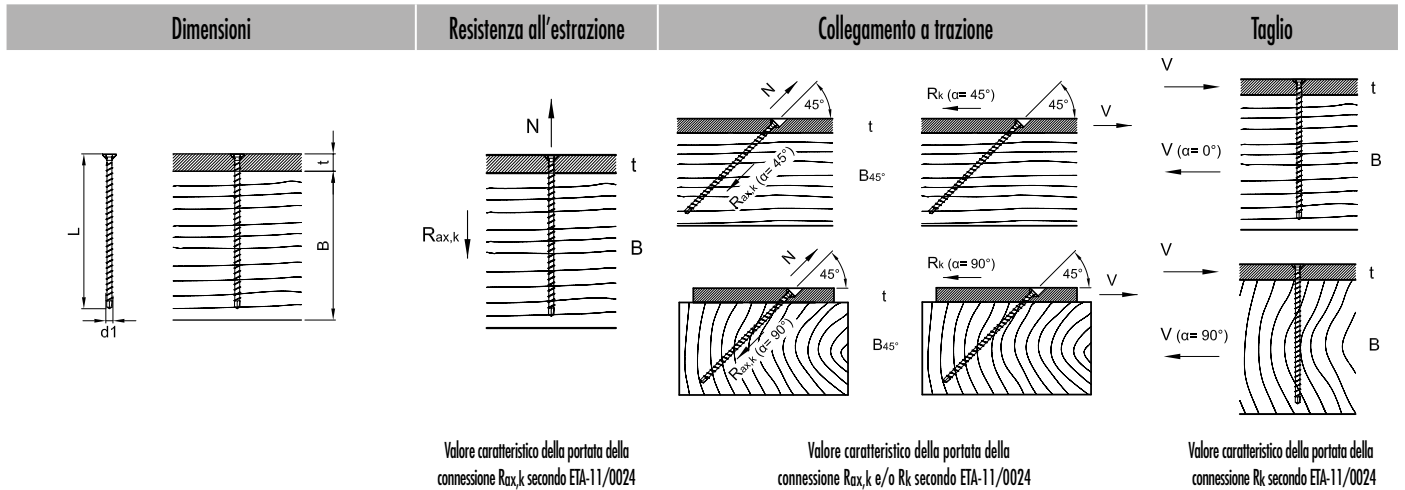 Dimensioni
Resistenza all'estrazione
Collegamento a trazione
Taglio
L
d1
t
B
N
Rax,k
t
B
N
45°
Rax,k (α= 45°)
t
B45°
Rk (α= 45°)
45°
V
N
45°
Rax,k (α= 90°)
t
B45°
Rk (α= 90°)
45°
V
V
t
V (α= 0°)
B
V
t
V (α= 90°)
B
Valore caratteristico della portata della
connessione Rax,k secondo ETA-11/0024
Valore caratteristico della portata della
connessione Rax,k e/o Rk secondo ETA-11/0024
Valore caratteristico della portata della
connessione Rk secondo ETA-11/0024